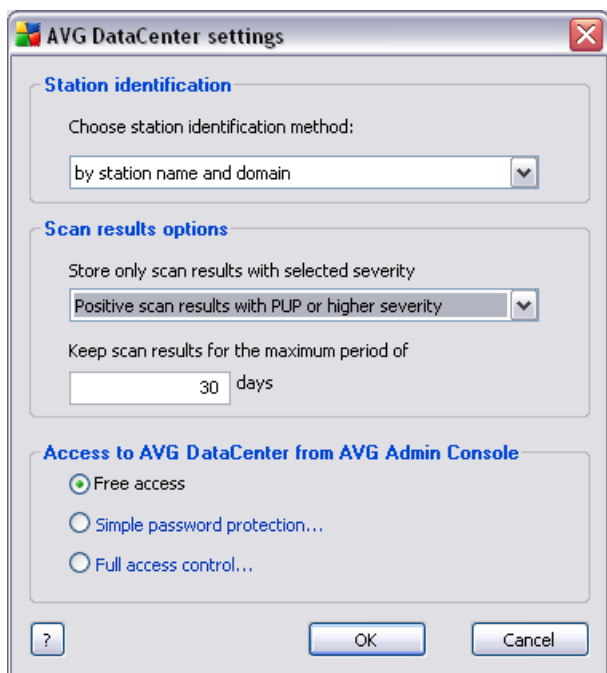 AVG DataCenter settings
Station identification
Choose station identification method:
by station name and domain
Scan results options
Store only scan results with selected severity
Positive scan results with PUP or higher severity
Keep scan results for the maximum period of
30 days
Access to AVG DataCenter from AVG Admin Console
Free access
Simple password protection...
Full access control...
? OK Cancel